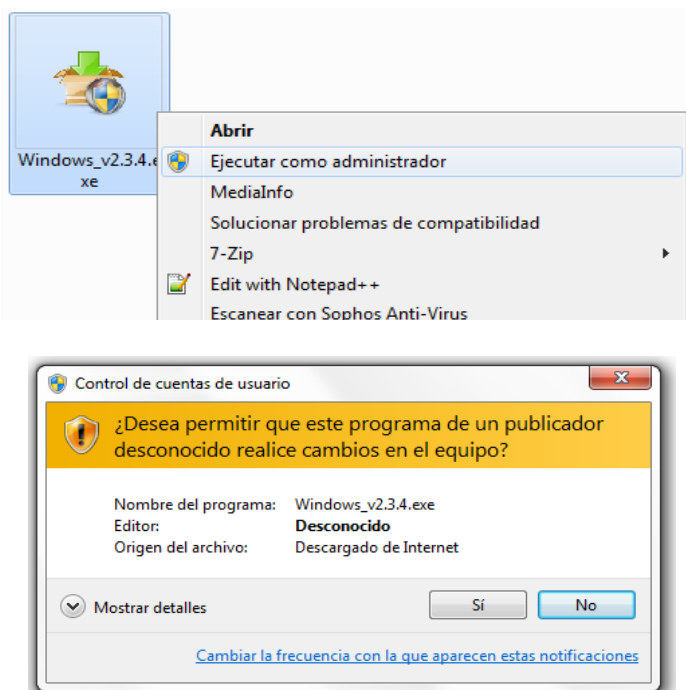 Windows_v2.3.4.e
xe
Abrir
Ejecutar como administrador
MediaInfo
Solucionar problemas de compatibilidad
7-Zip
Edit with Notepad++
Escanear con Sophos Anti-Virus
Control de cuentas de usuario
¿Desea permitir que este programa de un publicador
desconocido realice cambios en el equipo?
Nombre del programa: Windows_v2.3.4.exe
Editor: Desconocido
Origen del archivo: Descargado de Internet
Mostrar detalles
Sí
No
Cambiar la frecuencia con la que aparecen estas notificaciones